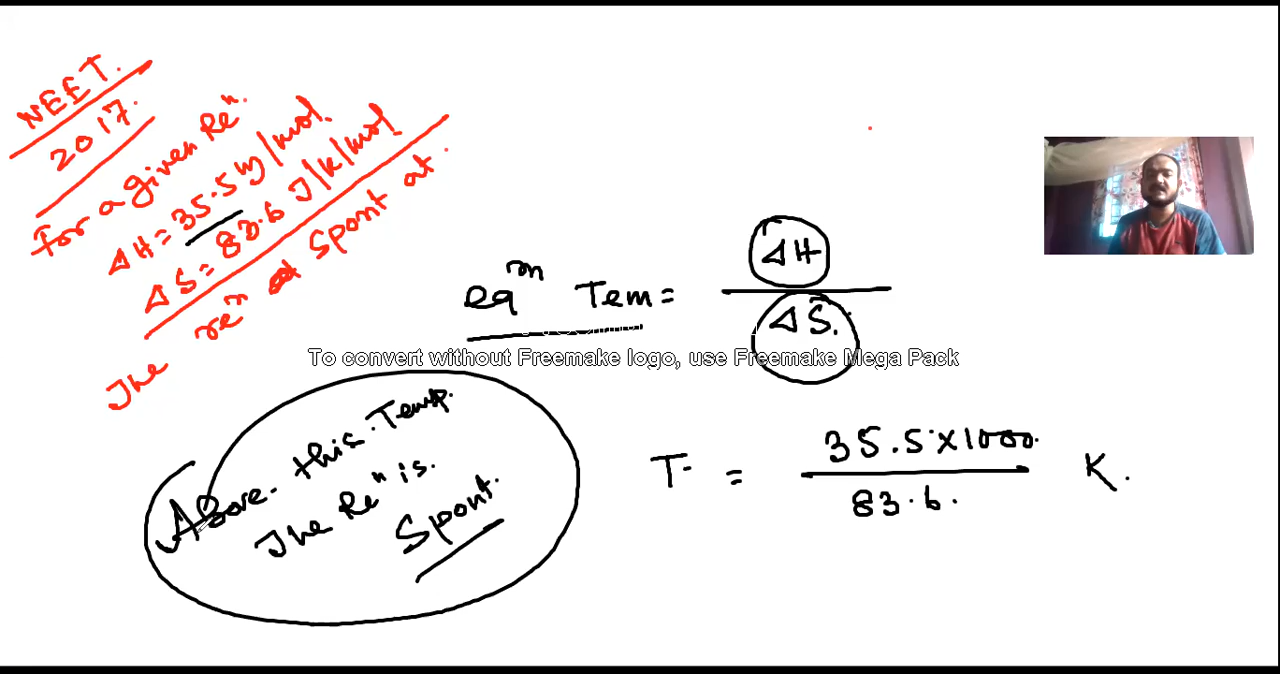 NEET.
2017.
For a given Reⁿ.
ΔH = 35.5 kJ/mol.
ΔS = 83.6 J/K/mol
The reⁿ Spont at.
eqᵐ Tem = ΔH
ΔS.
To convert without Freemake logo, use Freemake Mega Pack
Above this Temp.
The Reⁿ is.
Spont.
T = 35.5 × 1000 K.
83.6.